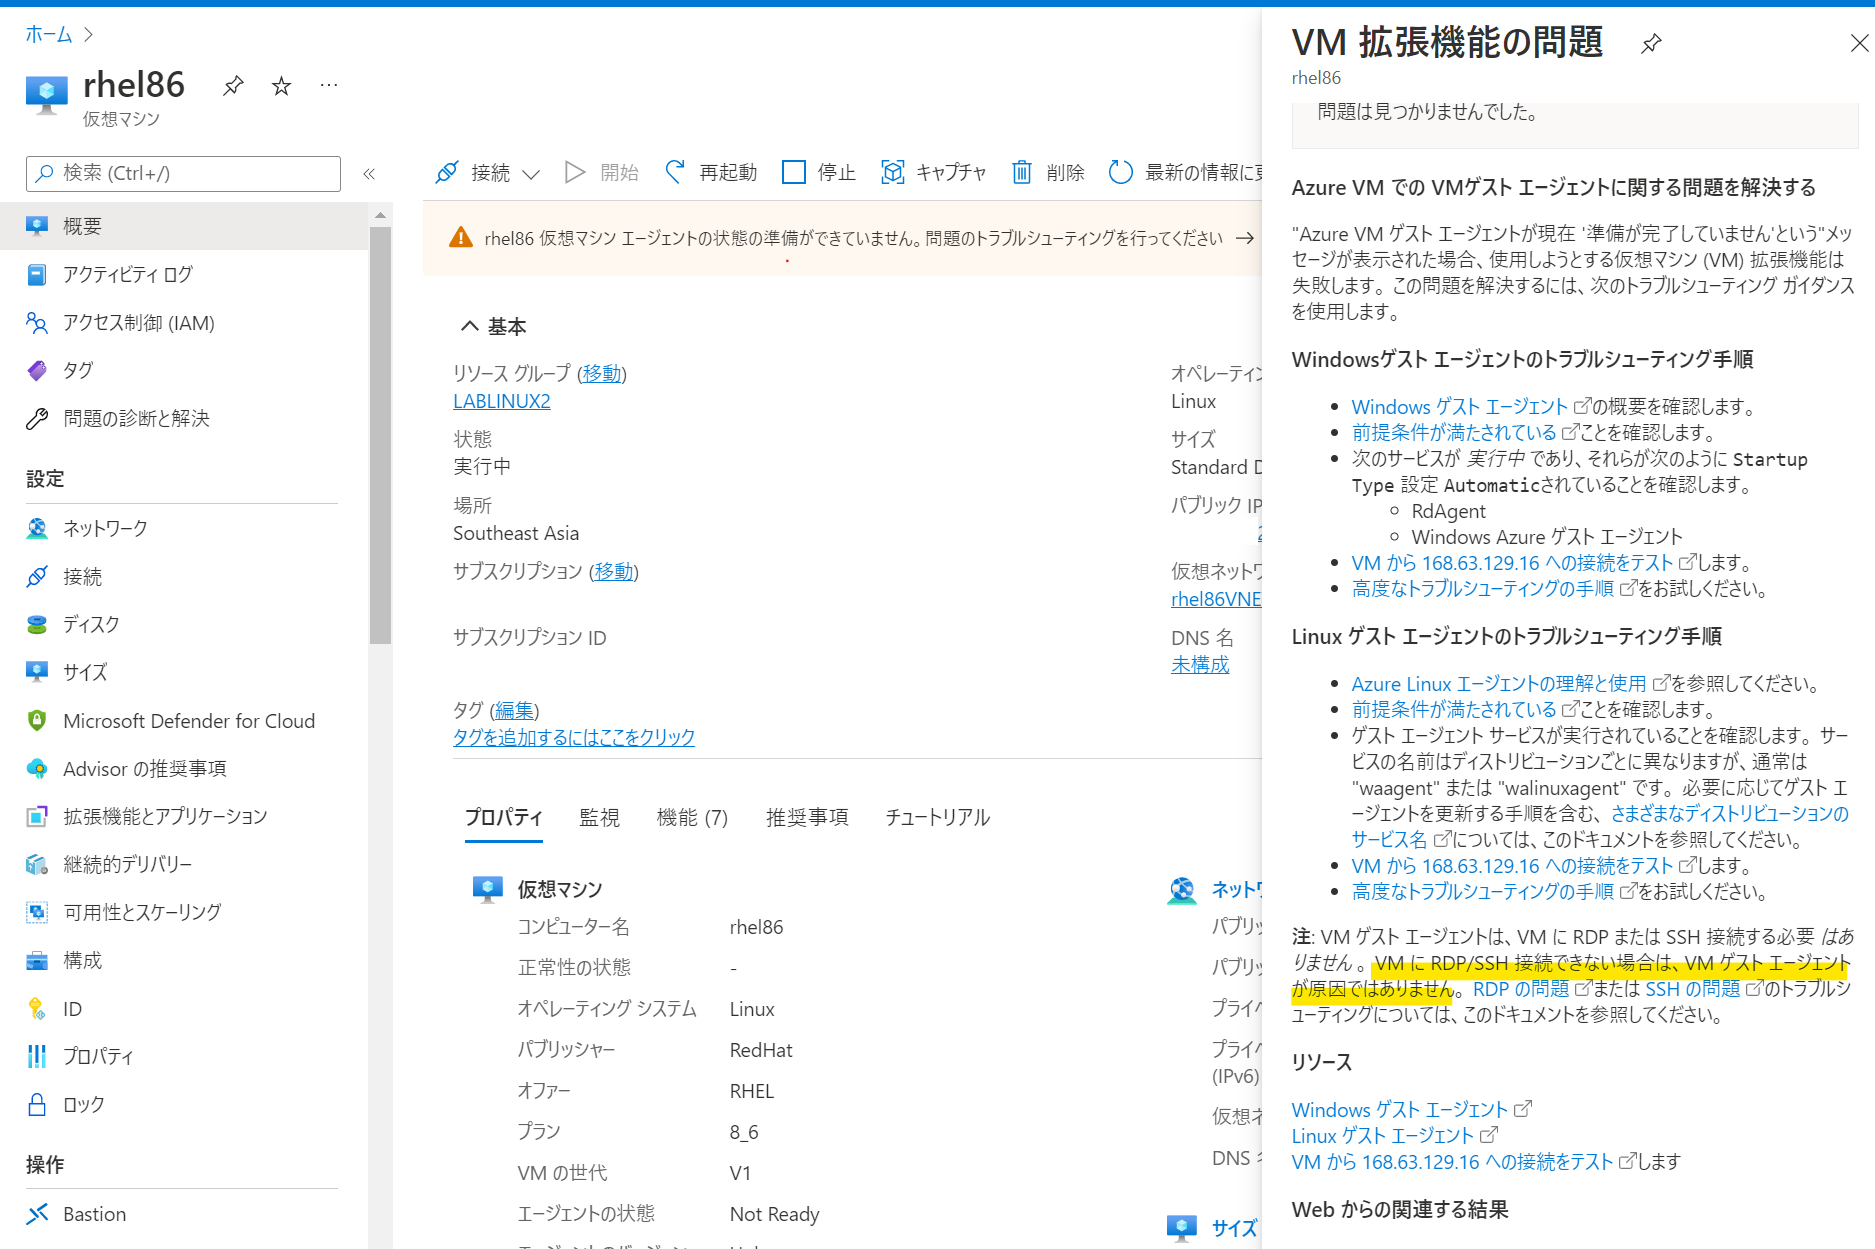 ホーム
rhel86
仮想マシン
検索 (Ctrl+/)
概要
アクティビティ ログ
アクセス制御 (IAM)
タグ
問題の診断と解決
設定
ネットワーク
接続
ディスク
サイズ
Microsoft Defender for Cloud
Advisor の推奨事項
拡張機能とアプリケーション
継続的デリバリー
可用性とスケーリング
構成
ID
プロパティ
ロック
操作
Bastion
接続
開始
再起動
停止
キャプチャ
削除
最新の情報に
rhel86 仮想マシン エージェントの状態の準備ができていません。問題のトラブルシューティングを行ってください →
基本
リソース グループ (移動)
LABLINUX2
状態
実行中
場所
Southeast Asia
サブスクリプション (移動)
サブスクリプション ID
タグ (編集)
タグを追加するにはここをクリック
オペレーティン
Linux
サイズ
Standard D
パブリック IP
仮想ネットワ
rhel86VNE
DNS 名
未構成
プロパティ
監視
機能 (7)
推奨事項
チュートリアル
仮想マシン
コンピューター名 rhel86
正常性の状態 -
オペレーティング システム Linux
パブリッシャー RedHat
オファー RHEL
プラン 8_6
VM の世代 V1
エージェントの状態 Not Ready
ネットワ
パブリッ
パブリッ
プライベ
プライベ
(IPv6)
仮想ネ
DNS
サイズ
VM 拡張機能の問題
rhel86
問題は見つかりませんでした。
Azure VM での VMゲスト エージェントに関する問題を解決する
"Azure VM ゲスト エージェントが現在 '準備が完了していません'という"メッ
セージが表示された場合、使用しようとする仮想マシン (VM) 拡張機能は
失敗します。この問題を解決するには、次のトラブルシューティング ガイダンス
を使用します。
Windowsゲスト エージェントのトラブルシューティング手順
• Windows ゲスト エージェント の概要を確認します。
• 前提条件が満たされている ことを確認します。
• 次のサービスが 実行中 であり、それらが次のように Startup
Type 設定 Automaticされていることを確認します。
○ RdAgent
○ Windows Azure ゲスト エージェント
• VM から 168.63.129.16 への接続をテスト します。
• 高度なトラブルシューティングの手順 をお試しください。
Linux ゲスト エージェントのトラブルシューティング手順
• Azure Linux エージェントの理解と使用 を参照してください。
• 前提条件が満たされている ことを確認します。
• ゲスト エージェント サービスが実行されていることを確認します。サー
ビスの名前はディストリビューションごとに異なりますが、通常は
"waagent" または "walinuxagent" です。必要に応じてゲスト エ
ージェントを更新する手順を含む、さまざまなディストリビューションの
サービス名 については、このドキュメントを参照してください。
• VM から 168.63.129.16 への接続をテスト します。
• 高度なトラブルシューティングの手順 をお試しください。
注: VM ゲスト エージェントは、VM に RDP または SSH 接続する必要 はあ
りません 。VM に RDP/SSH 接続できない場合は、VM ゲスト エージェント
が原因ではありません。RDP の問題 または SSH の問題 のトラブルシ
ューティングについては、このドキュメントを参照してください。
リソース
Windows ゲスト エージェント
Linux ゲスト エージェント
VM から 168.63.129.16 への接続をテスト します
Web からの関連する結果